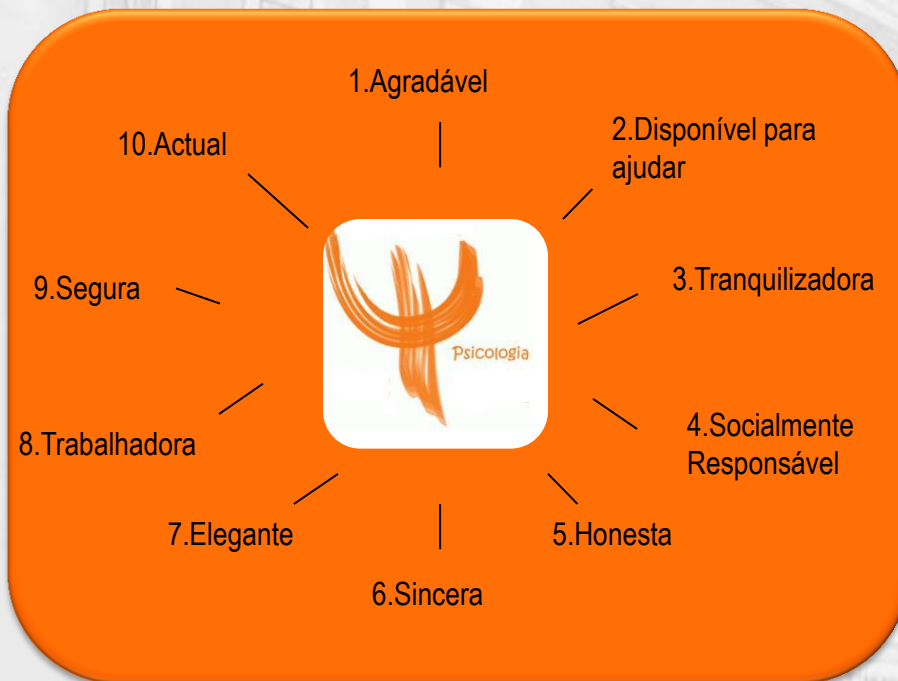 1.Agradável
2.Disponível para
ajudar
3.Tranquilizadora
4.Socialmente
Responsável
5.Honesta
6.Sincera
7.Elegante
8.Trabalhadora
9.Segura
10.Actual
Psicologia